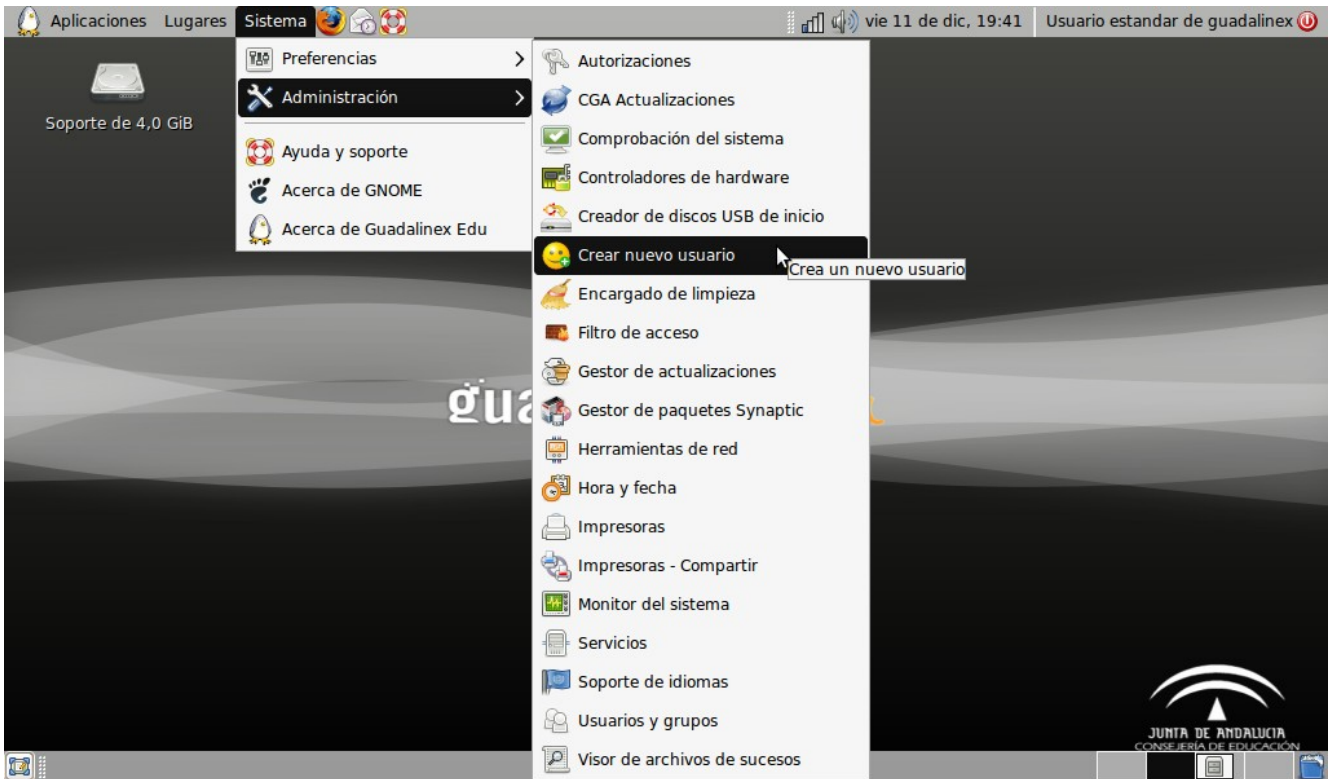 Aplicaciones Lugares Sistema vie 11 de dic, 19:41 Usuario estandar de guadalinex
Soporte de 4,0 GiB
Preferencias
Administración
Ayuda y soporte
Acerca de GNOME
Acerca de Guadalinex Edu
Autorizaciones
CGA Actualizaciones
Comprobación del sistema
Controladores de hardware
Creador de discos USB de inicio
Crear nuevo usuario
Crea un nuevo usuario
Encargado de limpieza
Filtro de acceso
Gestor de actualizaciones
Gestor de paquetes Synaptic
Herramientas de red
Hora y fecha
Impresoras
Impresoras - Compartir
Monitor del sistema
Servicios
Soporte de idiomas
Usuarios y grupos
Visor de archivos de sucesos
JUNTA DE ANDALUCIA
CONSEJERÍA DE EDUCACIÓN